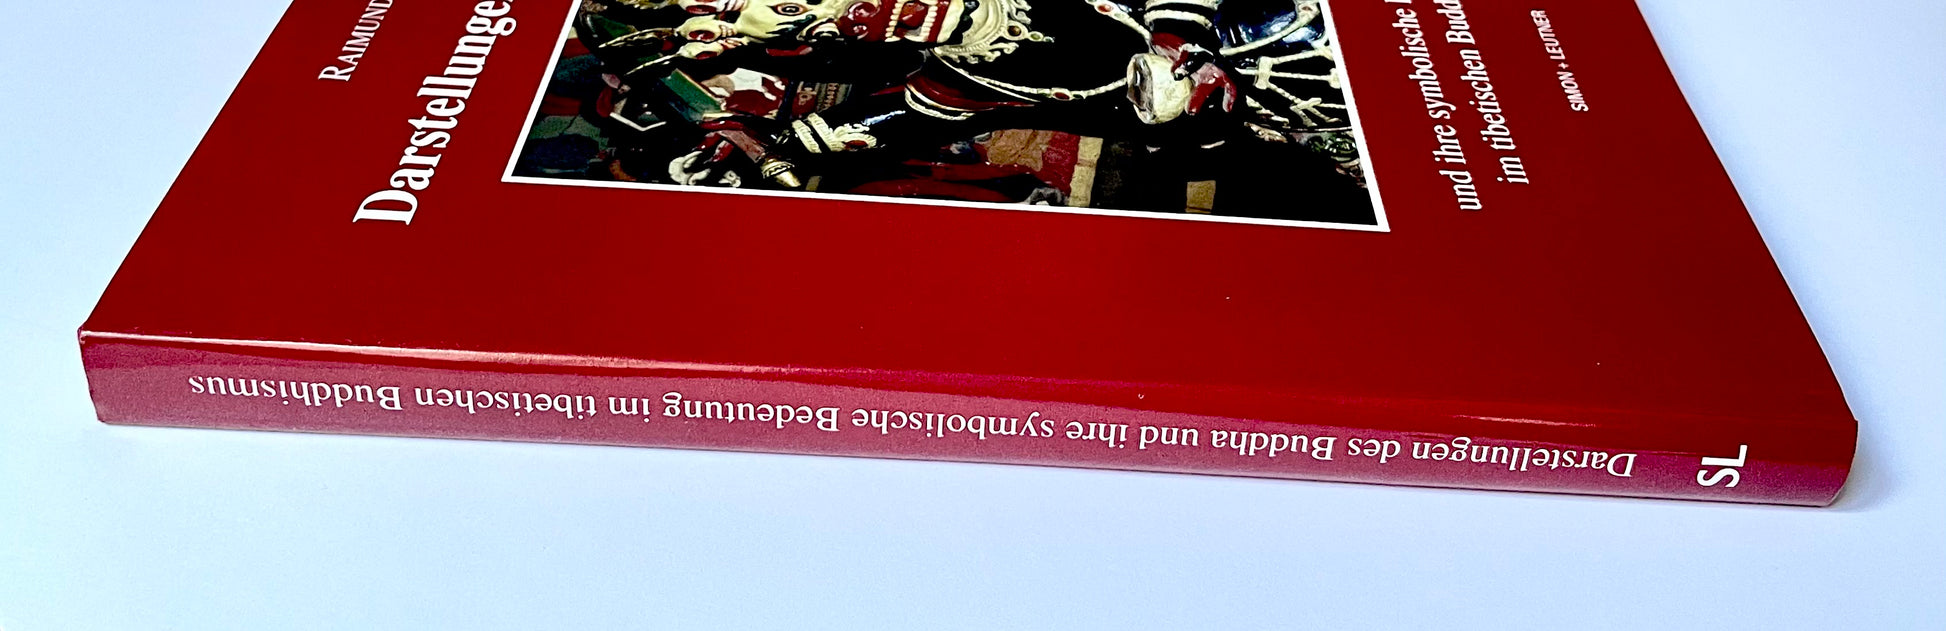 RAIMUND
Darstellunge
und ihre symbolische
im tibetischen Budd
SIMON + LEUTNER
Darstellungen des Buddha und ihre symbolische Bedeutung im tibetischen Buddhismus
SL